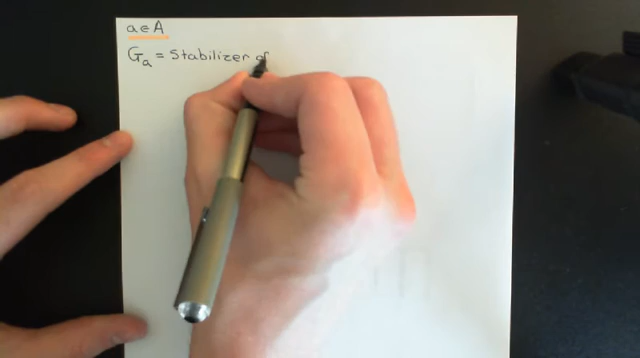 a ∈ A
Gₐ = Stabilizer of